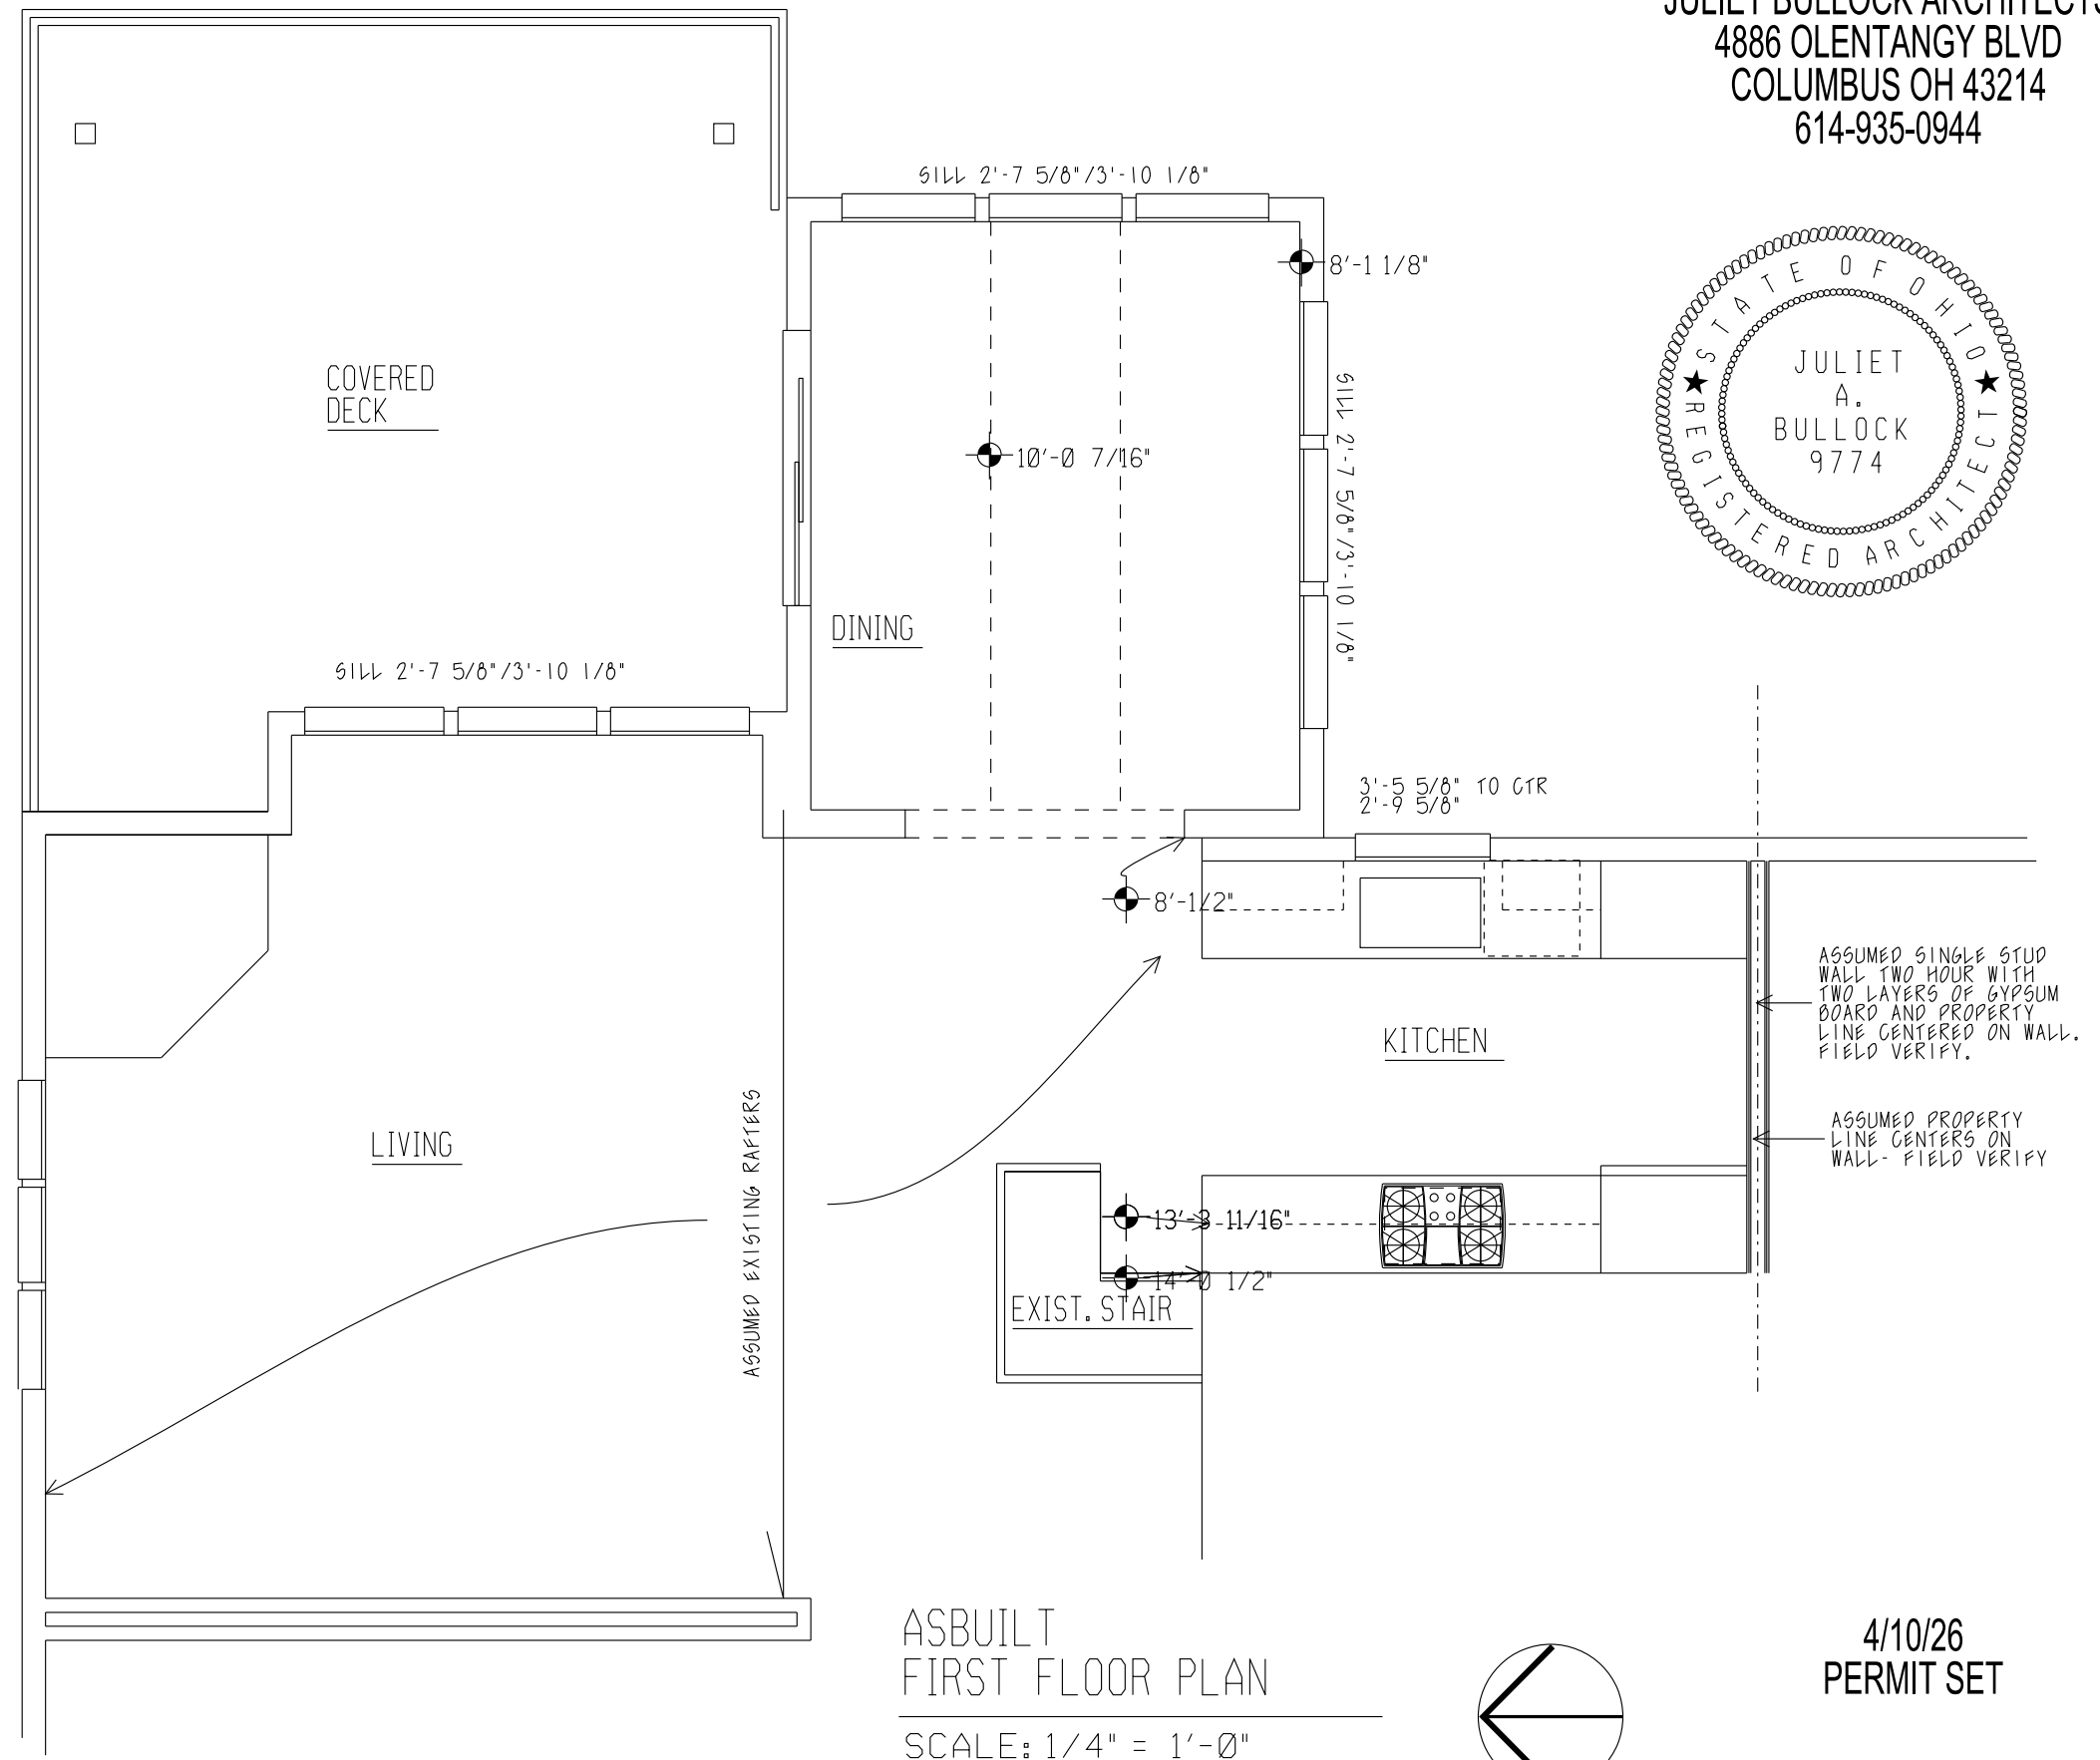 JULIET BULLOCK ARCHITECTS
4886 OLENTANGY BLVD
COLUMBUS OH 43214
614-935-0944
SILL 2'-7 5/8"/3'-10 1/8"
8'-1 1/8"
STATE OF OHIO
JULIET
A.
BULLOCK
9774
REGISTERED ARCHITECT
COVERED
DECK
SILL 2'-7 5/8"/3'-10 1/8"
10'-0 7/16"
DINING
SILL 2'-7 5/8"/3'-10 1/8"
3'-5 5/8" TO CTR
2'-9 5/8"
8'-1/2"
ASSUMED SINGLE STUD
WALL TWO HOUR WITH
TWO LAYERS OF GYPSUM
BOARD AND PROPERTY
LINE CENTERED ON WALL.
FIELD VERIFY.
KITCHEN
ASSUMED PROPERTY
LINE CENTERS ON
WALL- FIELD VERIFY
LIVING
ASSUMED EXISTING RAFTERS
13'-3 11/16"
14'-0 1/2"
EXIST. STAIR
ASBUILT
FIRST FLOOR PLAN
SCALE: 1/4" = 1'-0"
4/10/26
PERMIT SET